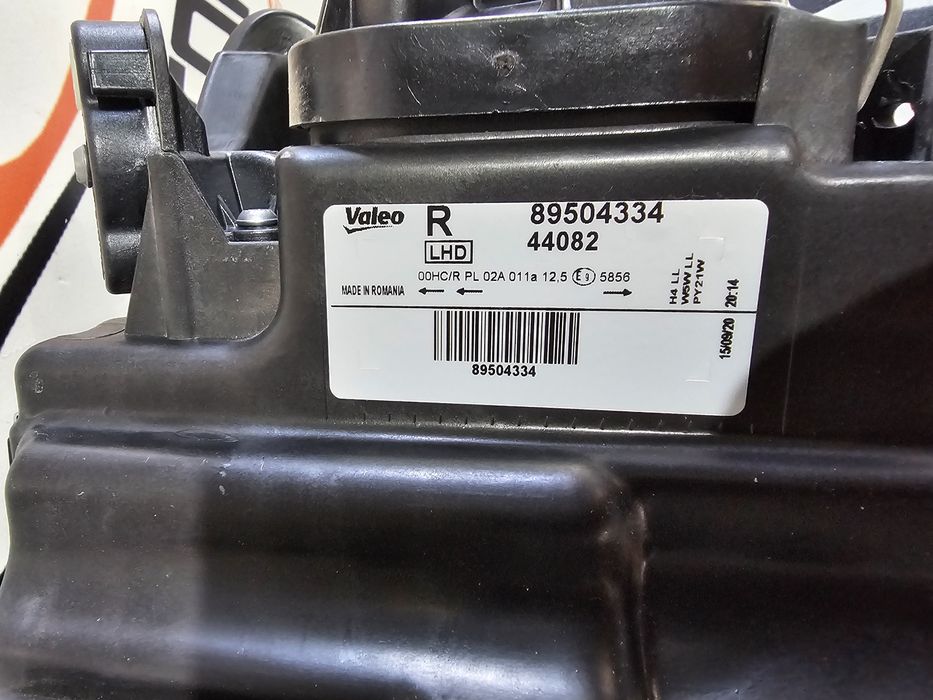 Valeo R 89504334
LHD 44082
00HC/R PL 02A 011a 12,5 E9 5856
MADE IN ROMANIA
H4 LL
W5W LL
PY21W
15/09/20 20:14
89504334